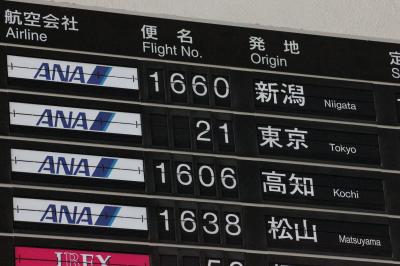 航空会社 便名 発地
Airline Flight No. Origin
ANA 1660 新潟 Niigata
ANA 21 東京 Tokyo
ANA 1606 高知 Kochi
ANA 1638 松山 Matsuyama
IBEX